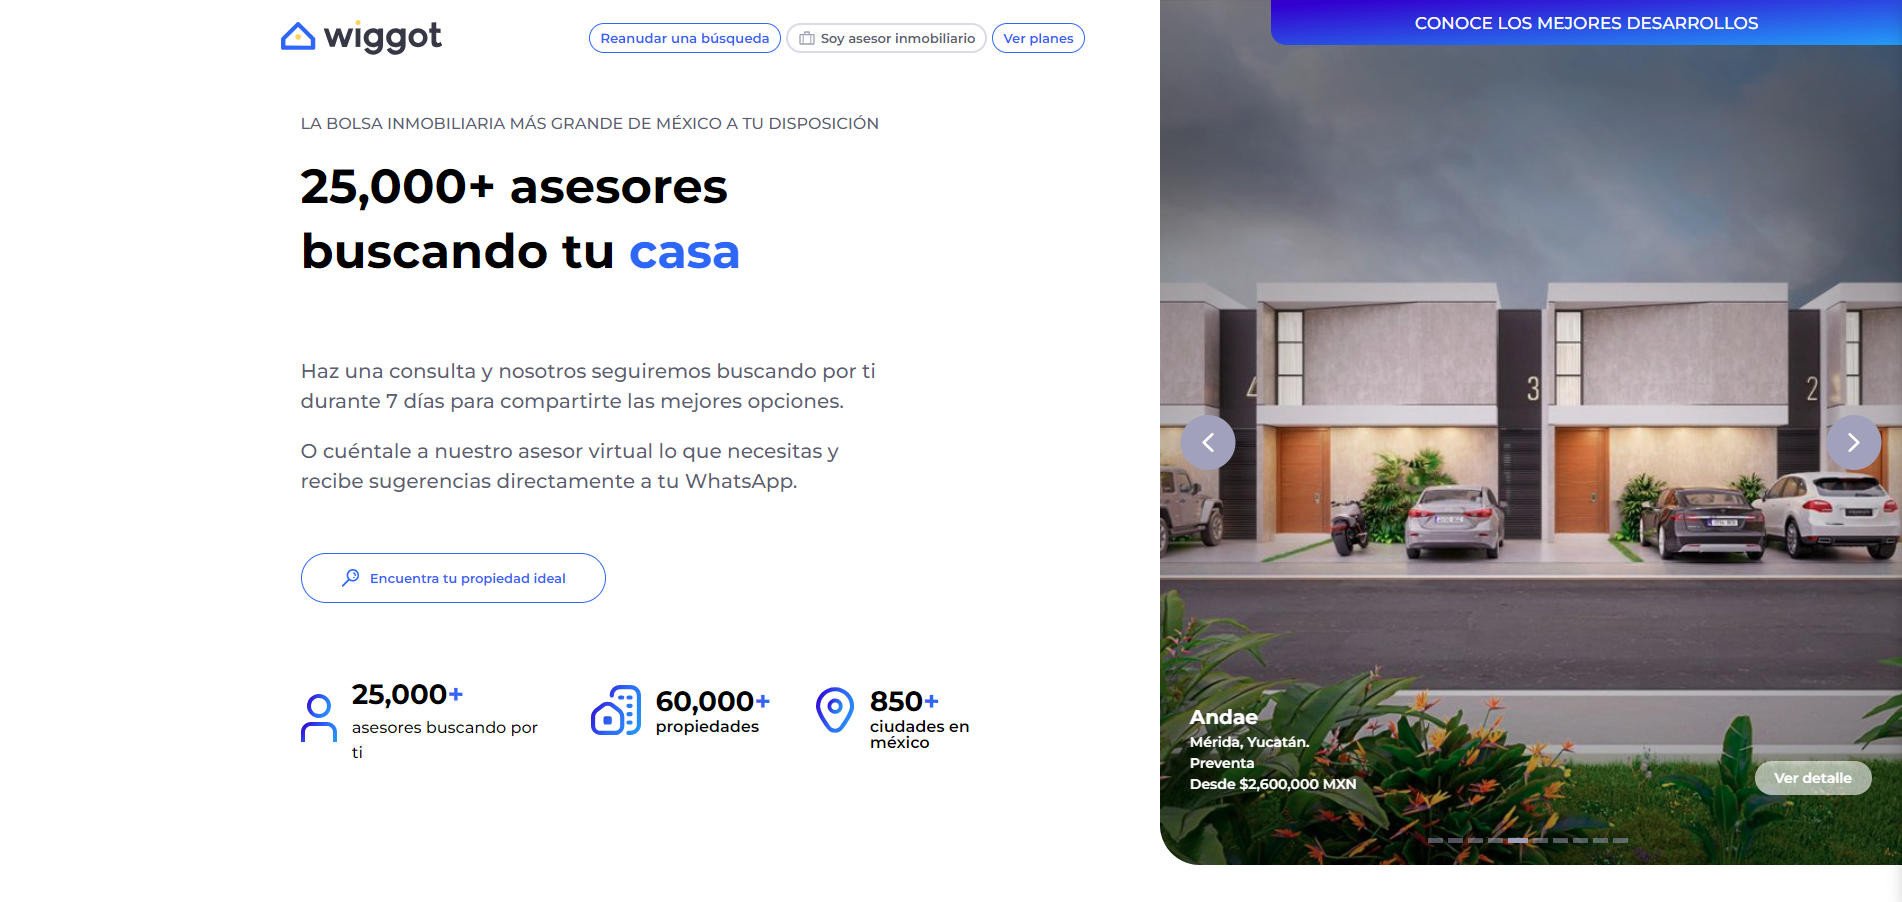 wiggot
Reanudar una búsqueda
Soy asesor inmobiliario
Ver planes
LA BOLSA INMOBILIARIA MÁS GRANDE DE MÉXICO A TU DISPOSICIÓN
25,000+ asesores
buscando tu casa
Haz una consulta y nosotros seguiremos buscando por ti
durante 7 días para compartirte las mejores opciones.
O cuéntale a nuestro asesor virtual lo que necesitas y
recibe sugerencias directamente a tu WhatsApp.
Encuentra tu propiedad ideal
25,000+
asesores buscando por
ti
60,000+
propiedades
850+
ciudades en
méxico
CONOCE LOS MEJORES DESARROLLOS
4
3
2
Andae
Mérida, Yucatán.
Preventa
Desde $2,600,000 MXN
Ver detalle